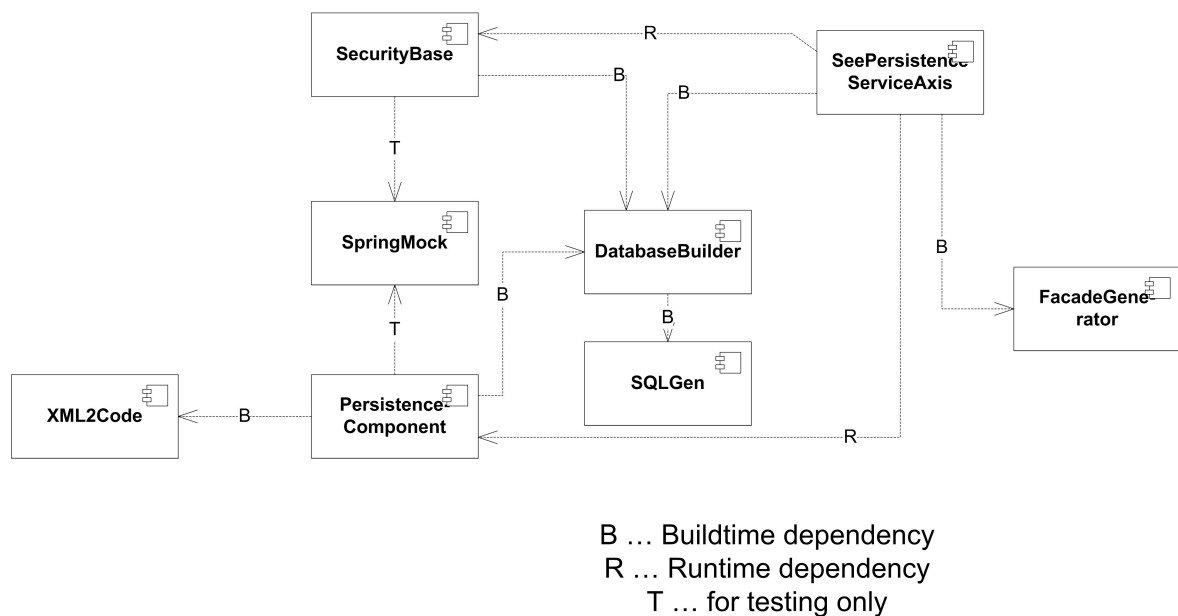 SecurityBase
R
SeePersistence
ServiceAxis
B
B
T
SpringMock
DatabaseBuilder
B
B
FacadeGene-
rator
B
T
SQLGen
XML2Code
B
Persistence-
Component
R
B … Buildtime dependency
R … Runtime dependency
T … for testing only